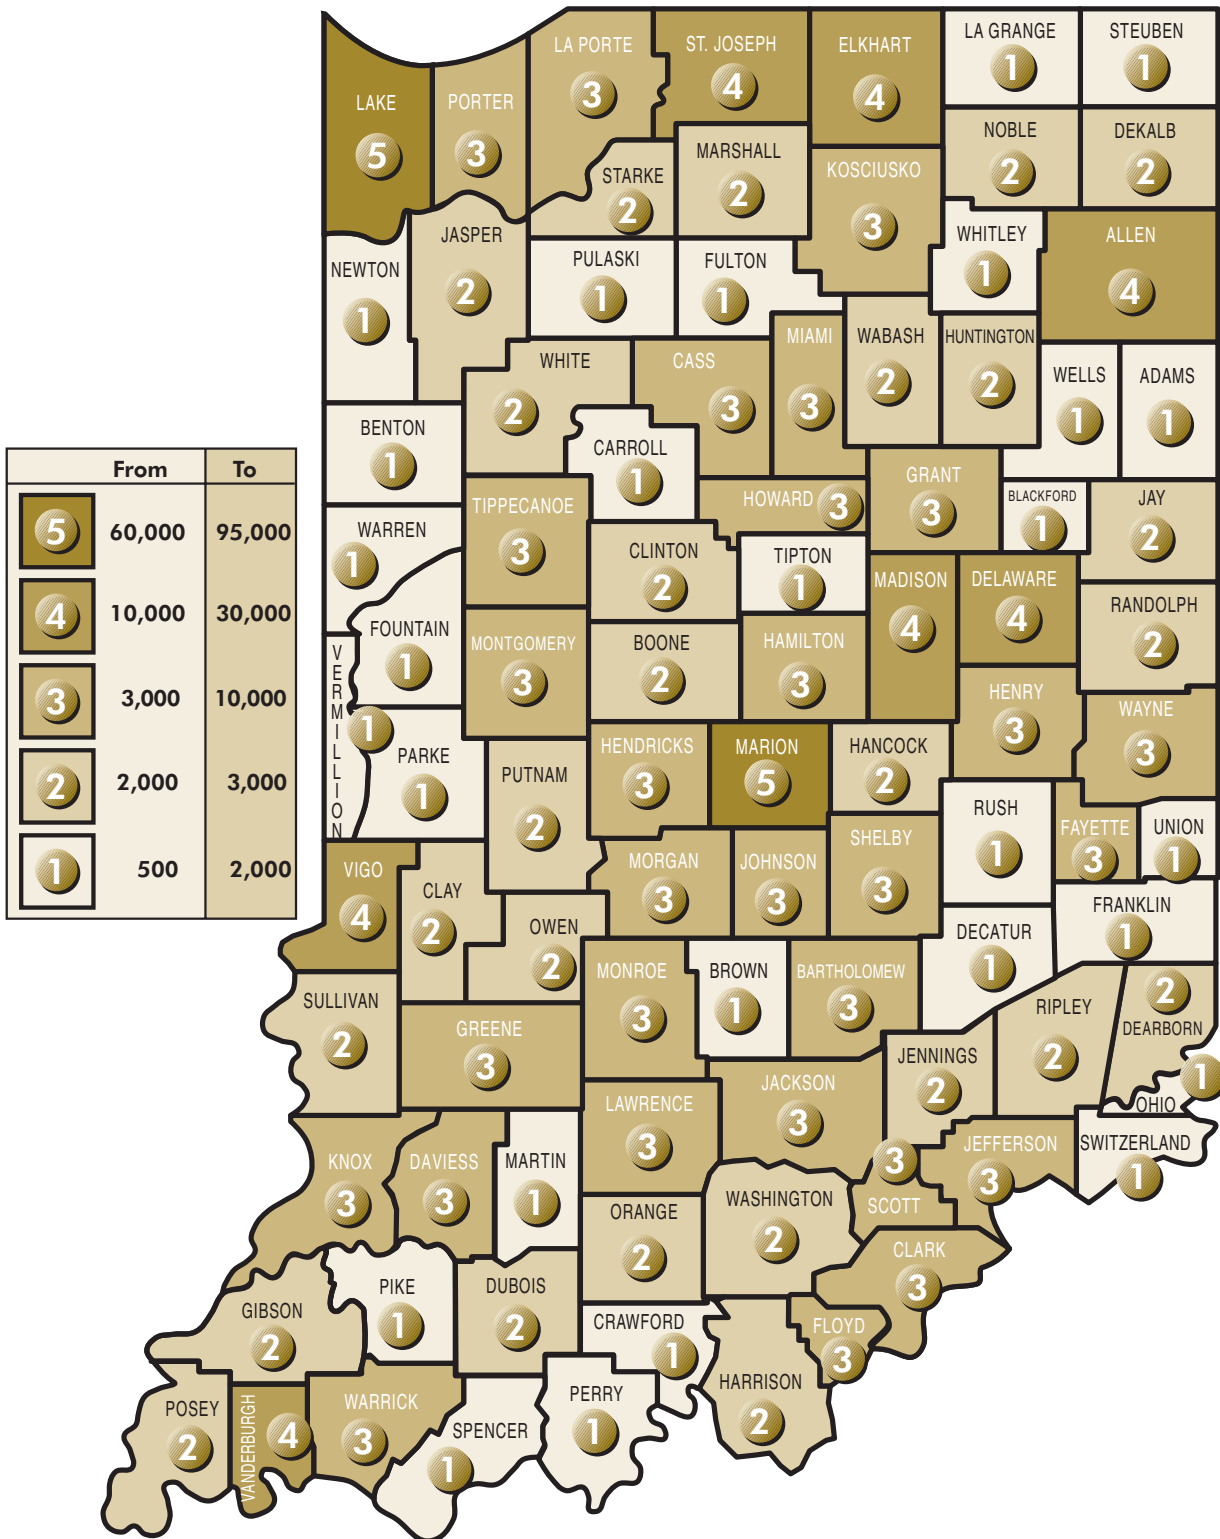 LA GRANGE
1
STEUBEN
1
LA PORTE
3
ST. JOSEPH
4
ELKHART
4
LAKE
5
PORTER
3
NOBLE
2
DEKALB
2
STARKE
2
MARSHALL
2
KOSCIUSKO
3
JASPER
2
WHITLEY
1
ALLEN
4
NEWTON
1
PULASKI
1
FULTON
1
WHITE
2
CASS
3
MIAMI
3
WABASH
2
HUNTINGTON
2
WELLS
1
ADAMS
1
BENTON
1
CARROLL
1
From To
5 60,000 95,000
4 10,000 30,000
3 3,000 10,000
2 2,000 3,000
1 500 2,000
TIPPECANOE
3
HOWARD 3
GRANT
3
BLACKFORD
1
JAY
2
WARREN
1
CLINTON
2
TIPTON
1
MADISON
4
DELAWARE
4
RANDOLPH
2
FOUNTAIN
1
MONTGOMERY
3
BOONE
2
HAMILTON
3
HENRY
3
WAYNE
3
VERMILLION
1
PARKE
1
PUTNAM
2
HENDRICKS
3
MARION
5
HANCOCK
2
RUSH
1
FAYETTE
3
UNION
1
VIGO
4
CLAY
2
MORGAN
3
JOHNSON
3
SHELBY
3
FRANKLIN
1
OWEN
2
DECATUR
1
SULLIVAN
2
GREENE
3
MONROE
3
BROWN
1
BARTHOLOMEW
3
RIPLEY
2
2
DEARBORN
JENNINGS
2
1
OHIO
LAWRENCE
3
JACKSON
3
KNOX
3
DAVIESS
3
MARTIN
1
3
SCOTT
JEFFERSON
3
SWITZERLAND
1
ORANGE
2
WASHINGTON
2
CLARK
3
GIBSON
2
PIKE
1
DUBOIS
2
CRAWFORD
1
FLOYD
3
HARRISON
2
POSEY
2
VANDERBURGH
4
WARRICK
3
SPENCER
1
PERRY
1